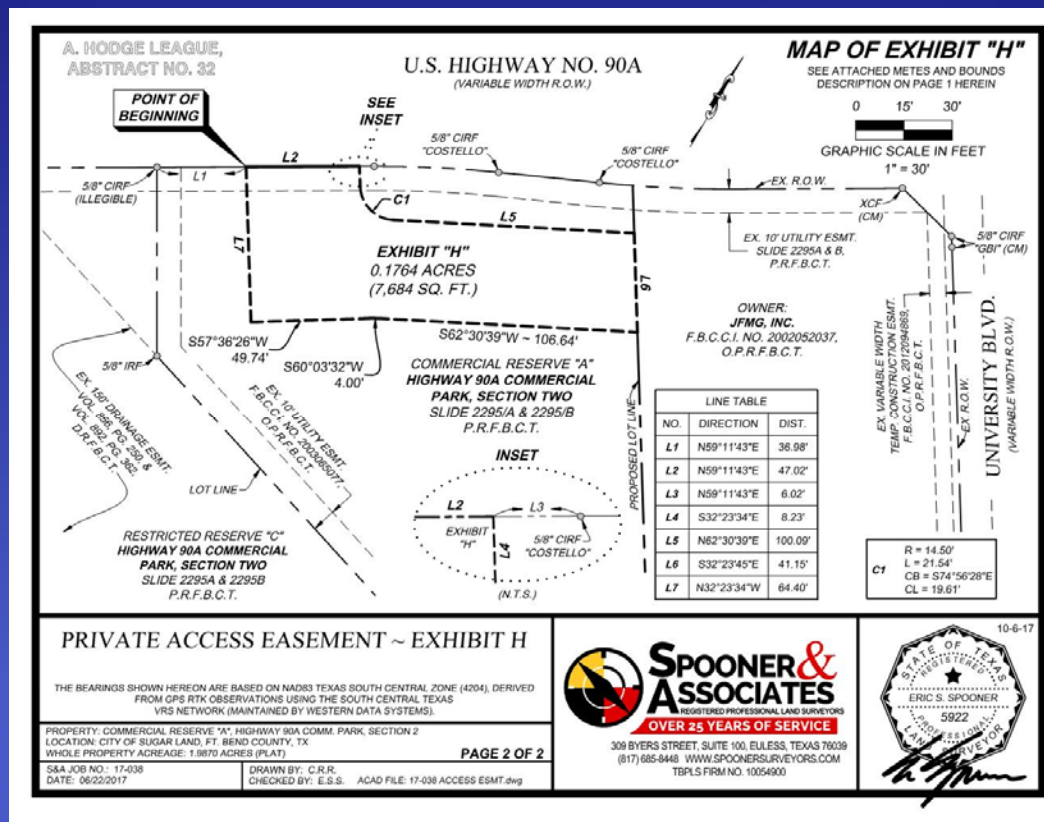 A. HODGE LEAGUE,
ABSTRACT NO. 32
U.S. HIGHWAY NO. 90A
(VARIABLE WIDTH R.O.W.)
MAP OF EXHIBIT "H"
SEE ATTACHED METES AND BOUNDS
DESCRIPTION ON PAGE 1 HEREIN
0 15' 30'
GRAPHIC SCALE IN FEET
1" = 30'
POINT OF
BEGINNING
SEE
INSET
5/8" CIRF
"COSTELLO"
5/8" CIRF
"COSTELLO"
L2
L1
5/8" CIRF
(ILLEGIBLE)
C1
L5
L7
L6
EX. R.O.W.
XCF
(CM)
5/8" CIRF
"GBI" (CM)
EX. 10' UTILITY ESMT.
SLIDE 2295A & B,
P.R.F.B.C.T.
EXHIBIT "H"
0.1764 ACRES
(7,684 SQ. FT.)
S57°36'26"W
49.74'
S60°03'32"W
4.00'
S62°30'39"W ~ 106.64'
OWNER:
JFMG, INC.
F.B.C.C.I. NO. 2002052037,
O.P.R.F.B.C.T.
5/8" IRF
COMMERCIAL RESERVE "A"
HIGHWAY 90A COMMERCIAL
PARK, SECTION TWO
SLIDE 2295/A & 2295/B
P.R.F.B.C.T.
EX. 150' DRAINAGE ESMT.
VOL. 856, PG. 250, &
VOL. 892, PG. 362,
D.R.F.B.C.T.
EX. 10' UTILITY ESMT.
F.B.C.C.I. NO. 2003065077,
O.P.R.F.B.C.T.
LOT LINE
PROPOSED LOT LINE
EX. VARIABLE WIDTH
TEMP. CONSTRUCTION ESMT.
F.B.C.C.I. NO. 2012094869,
O.P.R.F.B.C.T.
EX R.O.W.
UNIVERSITY BLVD.
(VARIABLE WIDTH R.O.W.)
RESTRICTED RESERVE "C"
HIGHWAY 90A COMMERCIAL
PARK, SECTION TWO
SLIDE 2295A & 2295B
P.R.F.B.C.T.
INSET
L2
L3
EXHIBIT
"H"
L4
5/8" CIRF
"COSTELLO"
(N.T.S.)
LINE TABLE
NO. DIRECTION DIST.
L1 N59°11'43"E 36.98'
L2 N59°11'43"E 47.02'
L3 N59°11'43"E 6.02'
L4 S32°23'34"E 8.23'
L5 N62°30'39"E 100.09'
L6 S32°23'45"E 41.15'
L7 N32°23'34"W 64.40'
C1
R = 14.50'
L = 21.54'
CB = S74°56'28"E
CL = 19.61'
PRIVATE ACCESS EASEMENT ~ EXHIBIT H
THE BEARINGS SHOWN HEREON ARE BASED ON NAD83 TEXAS SOUTH CENTRAL ZONE (4204), DERIVED
FROM GPS RTK OBSERVATIONS USING THE SOUTH CENTRAL TEXAS
VRS NETWORK (MAINTAINED BY WESTERN DATA SYSTEMS).
PROPERTY: COMMERCIAL RESERVE "A", HIGHWAY 90A COMM. PARK, SECTION 2
LOCATION: CITY OF SUGAR LAND, FT. BEND COUNTY, TX
WHOLE PROPERTY ACREAGE: 1.9870 ACRES (PLAT)
PAGE 2 OF 2
S&A JOB NO.: 17-038
DATE: 06/22/2017
DRAWN BY: C.R.R.
CHECKED BY: E.S.S. ACAD FILE: 17-038 ACCESS ESMT.dwg
SPOONER &
ASSOCIATES
REGISTERED PROFESSIONAL LAND SURVEYORS
OVER 25 YEARS OF SERVICE
309 BYERS STREET, SUITE 100, EULESS, TEXAS 76039
(817) 685-8448 WWW.SPOONERSURVEYORS.COM
TBPLS FIRM NO. 10054900
10-6-17
STATE OF TEXAS
REGISTERED
ERIC S. SPOONER
5922
PROFESSIONAL
LAND SURVEYOR